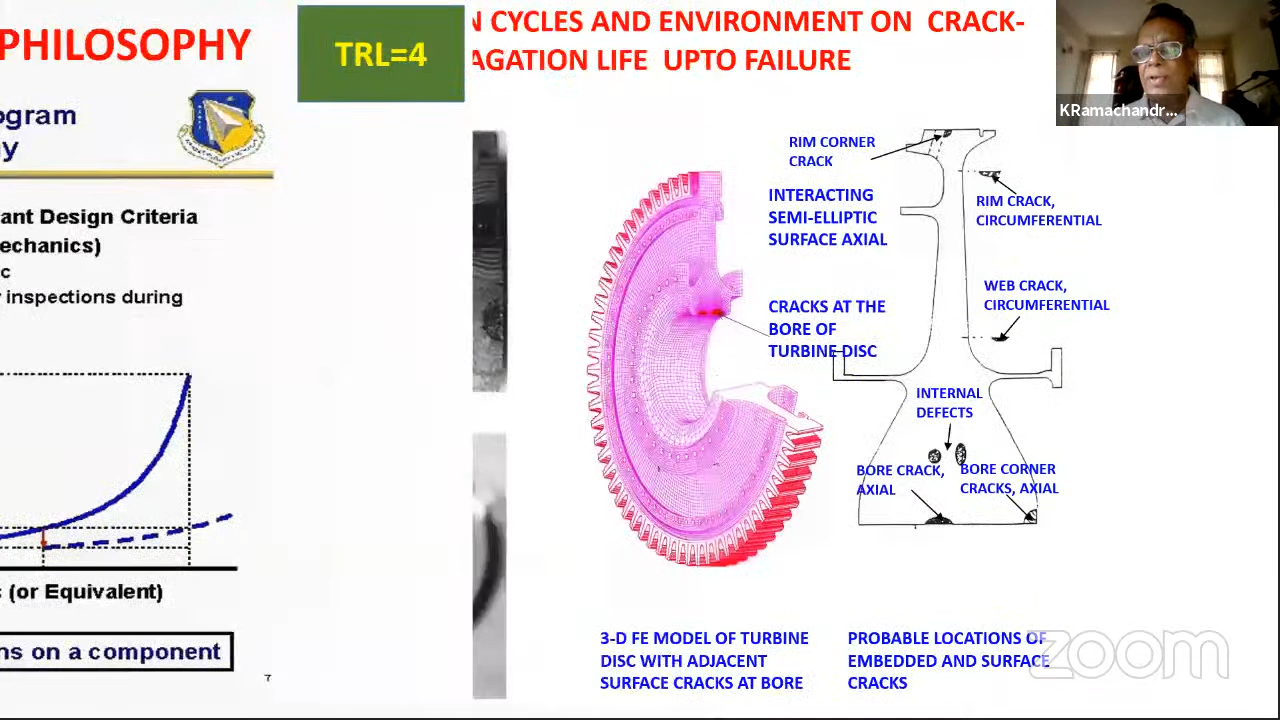 PHILOSOPHY
TRL=4
N CYCLES AND ENVIRONMENT ON CRACK-
AGATION LIFE UPTO FAILURE
KRamachandr...
ogram
ant Design Criteria
echanics)
c
inspections during
s (or Equivalent)
ns on a component
7
RIM CORNER
CRACK
INTERACTING
SEMI-ELLIPTIC
SURFACE AXIAL
CRACKS AT THE
BORE OF
TURBINE DISC
RIM CRACK,
CIRCUMFERENTIAL
WEB CRACK,
CIRCUMFERENTIAL
INTERNAL
DEFECTS
BORE CRACK,
AXIAL
BORE CORNER
CRACKS, AXIAL
3-D FE MODEL OF TURBINE
DISC WITH ADJACENT
SURFACE CRACKS AT BORE
PROBABLE LOCATIONS OF
EMBEDDED AND SURFACE
CRACKS
zoom